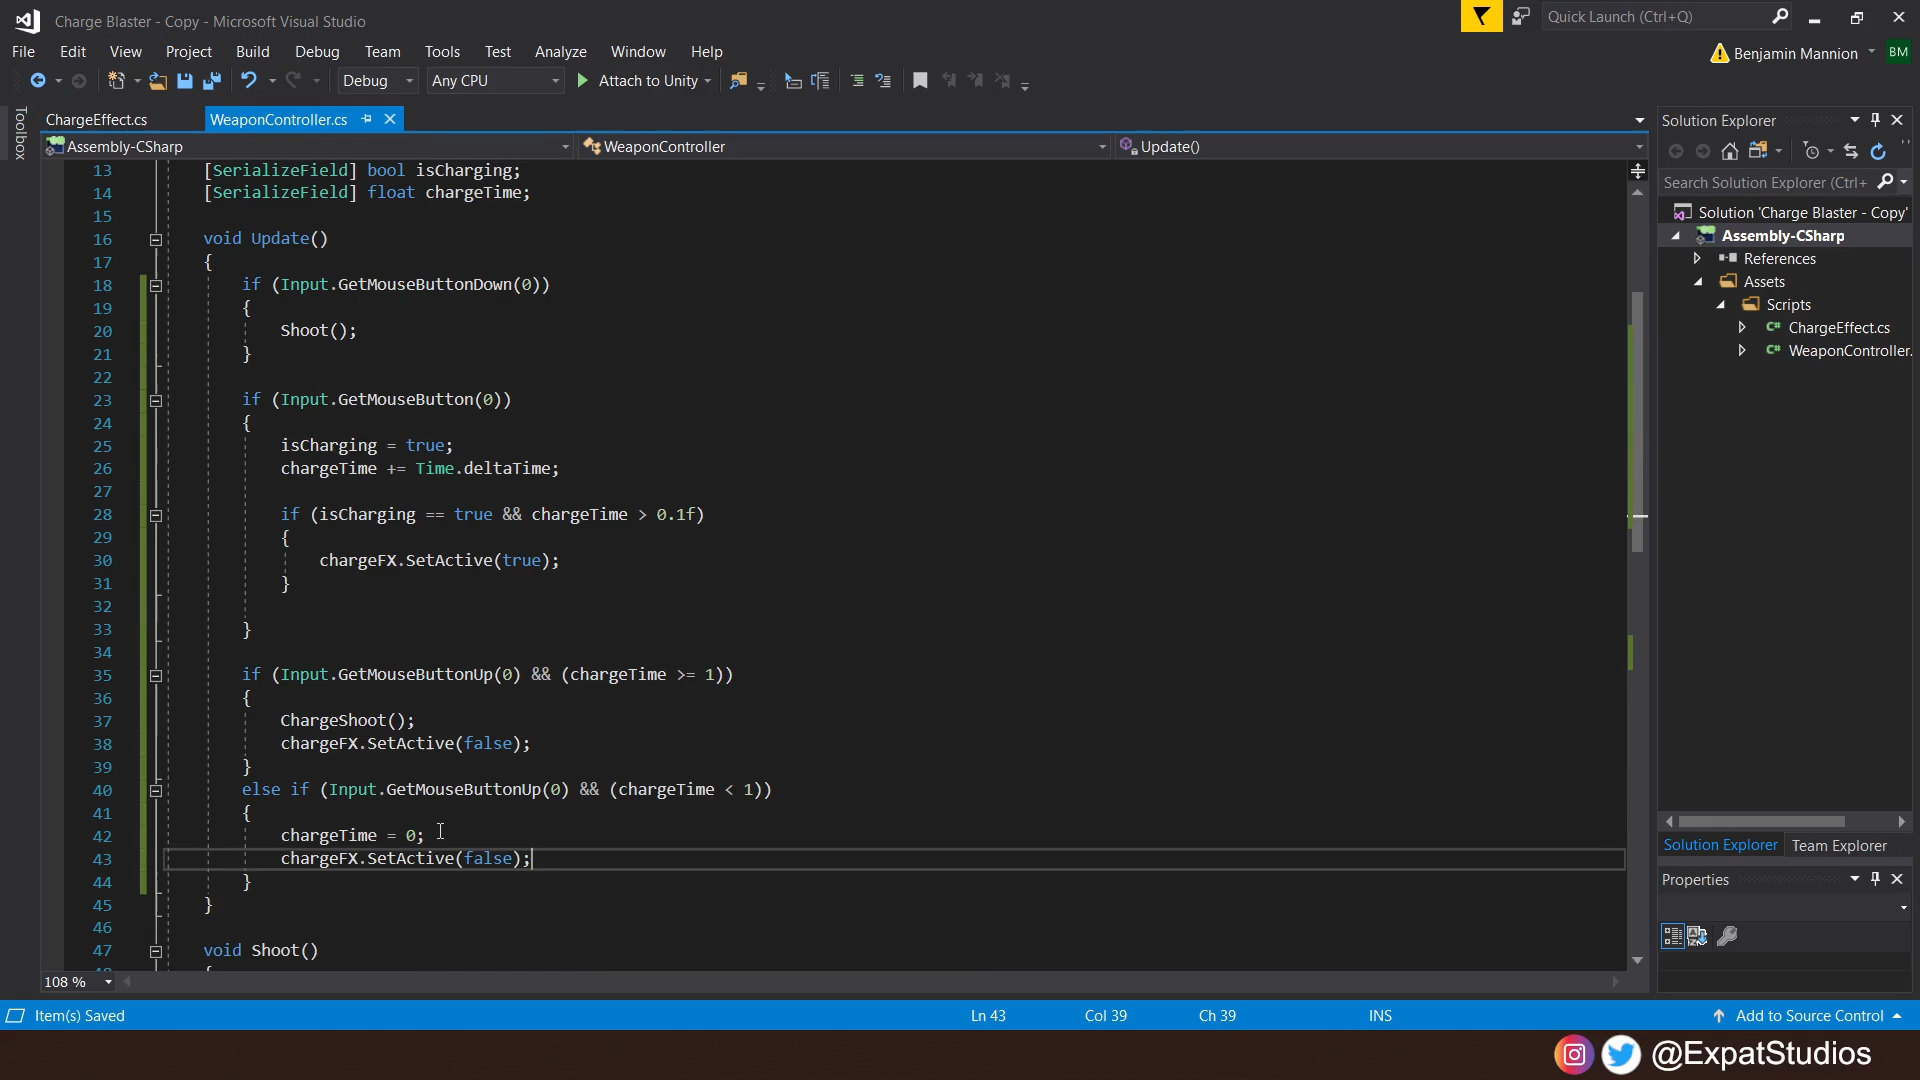 Charge Blaster - Copy - Microsoft Visual Studio
Quick Launch (Ctrl+Q)
File Edit View Project Build Debug Team Tools Test Analyze Window Help
Benjamin Mannion BM
Debug Any CPU Attach to Unity
Toolbox
ChargeEffect.cs WeaponController.cs
Assembly-CSharp WeaponController Update()
13 [SerializeField] bool isCharging;
14 [SerializeField] float chargeTime;
15
16 void Update()
17 {
18 if (Input.GetMouseButtonDown(0))
19 {
20 Shoot();
21 }
22
23 if (Input.GetMouseButton(0))
24 {
25 isCharging = true;
26 chargeTime += Time.deltaTime;
27
28 if (isCharging == true && chargeTime > 0.1f)
29 {
30 chargeFX.SetActive(true);
31 }
32
33 }
34
35 if (Input.GetMouseButtonUp(0) && (chargeTime >= 1))
36 {
37 ChargeShoot();
38 chargeFX.SetActive(false);
39 }
40 else if (Input.GetMouseButtonUp(0) && (chargeTime < 1))
41 {
42 chargeTime = 0;
43 chargeFX.SetActive(false);
44 }
45 }
46
47 void Shoot()
108 %
Solution Explorer
Search Solution Explorer (Ctrl+
Solution 'Charge Blaster - Copy'
Assembly-CSharp
References
Assets
Scripts
C# ChargeEffect.cs
C# WeaponController.
Solution Explorer Team Explorer
Properties
Item(s) Saved Ln 43 Col 39 Ch 39 INS Add to Source Control
@ExpatStudios